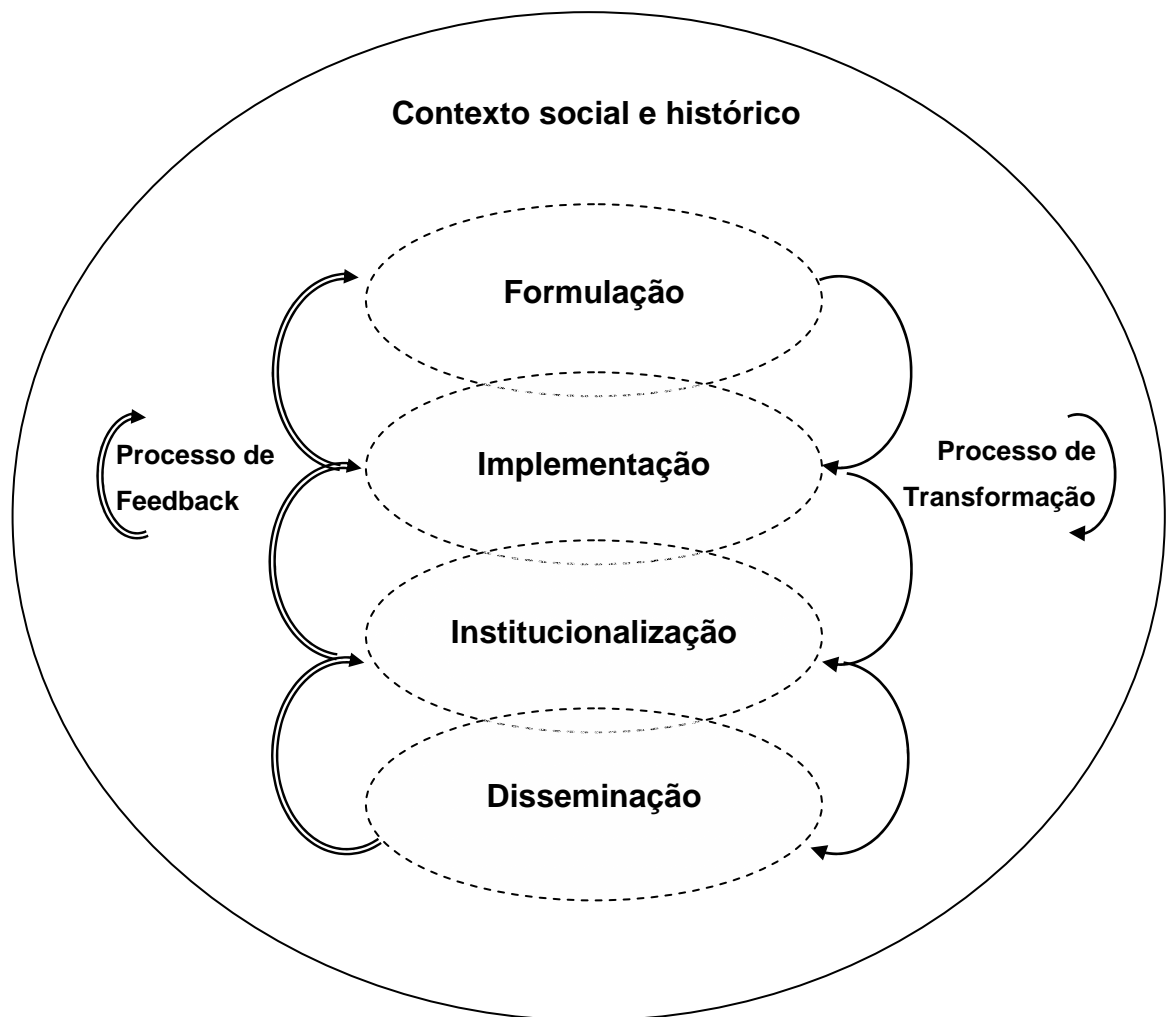 Contexto social e histórico
Formulação
Processo de
Feedback
Implementação
Processo de
Transformação
Institucionalização
Disseminação